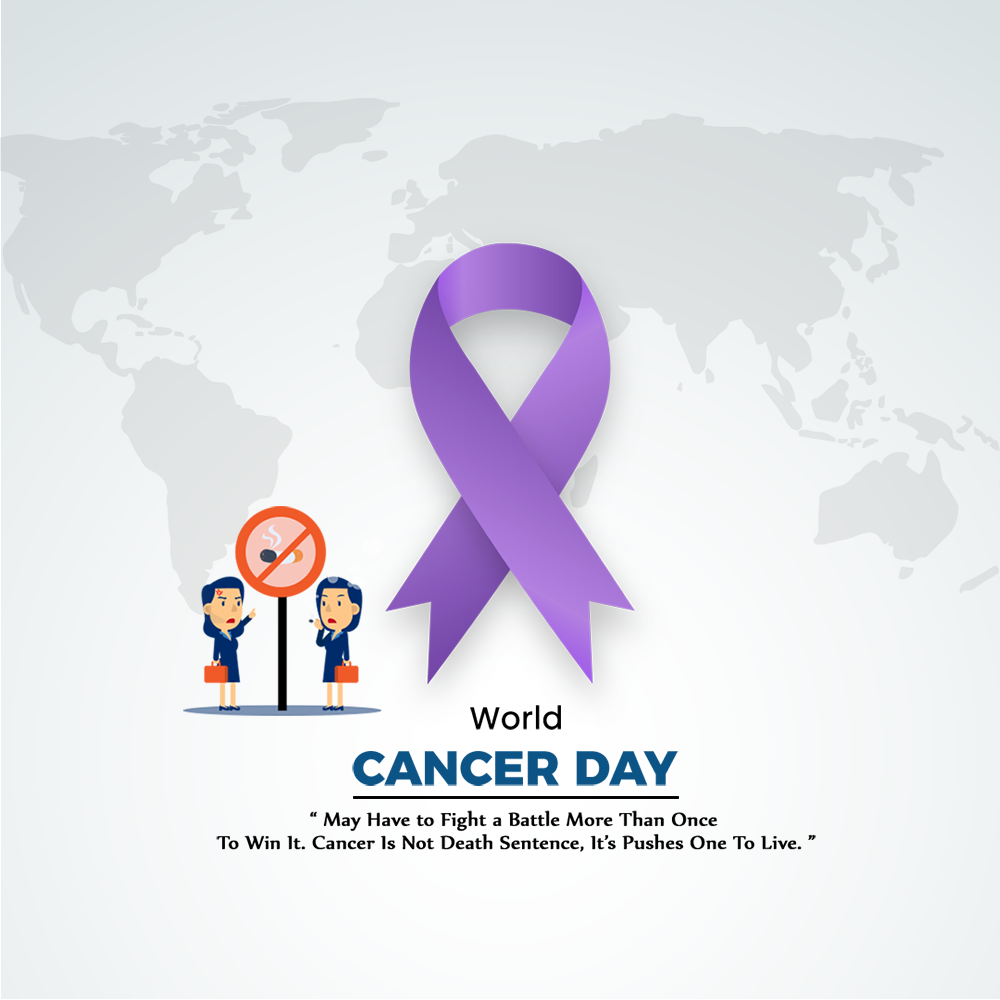 World
CANCER DAY
“ May Have to Fight a Battle More Than Once
To Win It. Cancer Is Not Death Sentence, It’s Pushes One To Live. ”